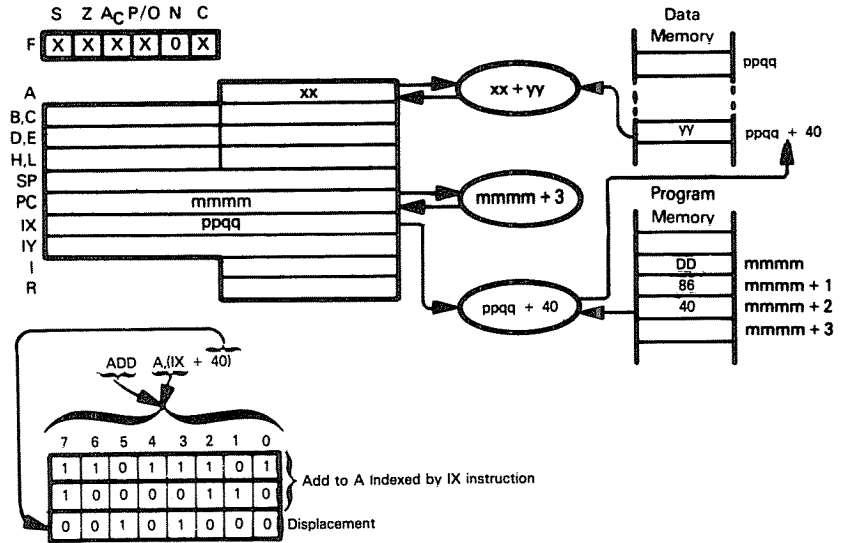 S Z AC P/O N C
F X X X X 0 X
Data
Memory
ppqq
yy
ppqq + 40
A xx
B,C
D,E
H,L
SP
PC mmmm
IX ppqq
IY
I
R
xx + yy
mmmm + 3
ppqq + 40
Program
Memory
DD mmmm
86 mmmm + 1
40 mmmm + 2
mmmm + 3
ADD A,(IX + 40)
7 6 5 4 3 2 1 0
1 1 0 1 1 1 0 1
1 0 0 0 0 1 1 0
Add to A Indexed by IX instruction
0 0 1 0 1 0 0 0 Displacement